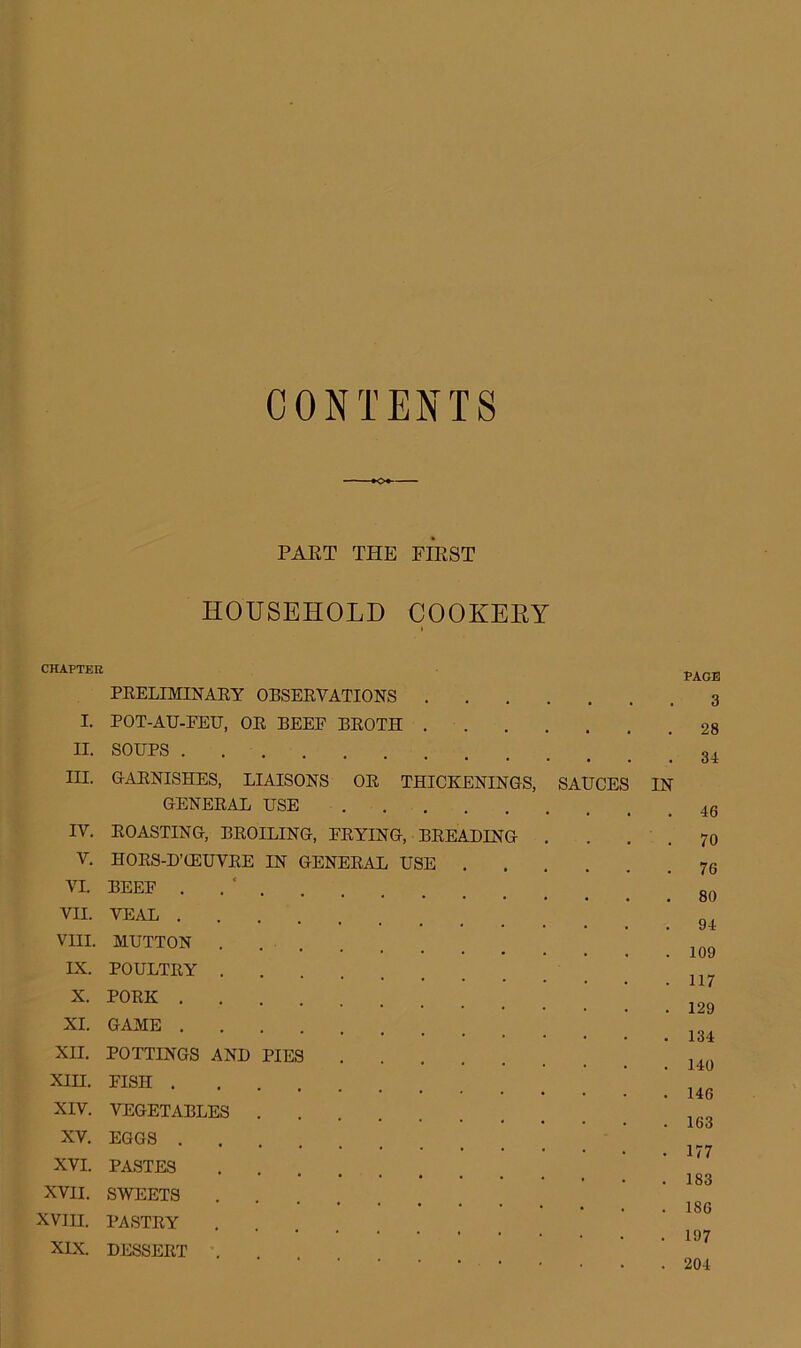 CONTENTS
PART THE FIRST
HOUSEHOLD COOKERY
CHAPTER PAGE
PRELIMINARY OBSERVATIONS . . . . . . . 3
I. POT-AU-FEU, OR BEEF BROTH . . . . . . . 28
II. SOUPS . . . . . . . . . . . . . 34
III. GARNISHES, LIAISONS OR THICKENINGS, SAUCES IN
GENERAL USE . . . . . . . . . 46
IV. ROASTING, BROILING, FRYING, BREADING . . . . 70
V. HORS-D'ŒUVRE IN GENERAL USE . . . . . . 76
VI. BEEF . . . . . . . . . . . . . 80
VII. VEAL . . . . . . . . . . . . . 94
VIII. MUTTON . . . . . . . . . . . . 109
IX. POULTRY . . . . . . . . . . . . 117
X. PORK . . . . . . . . . . . . . 129
XI. GAME . . . . . . . . . . . . . 134
XII. POTTINGS AND PIES . . . . . . . . . 140
XIII. FISH . . . . . . . . . . . . . 146
XIV. VEGETABLES . . . . . . . . . . . 163
XV. EGGS . . . . . . . . . . . . . 177
XVI. PASTES . . . . . . . . . . . . 183
XVII. SWEETS . . . . . . . . . . . . 186
XVIII. PASTRY . . . . . . . . . . . . 197
XIX. DESSERT . . . . . . . . . . . . 204